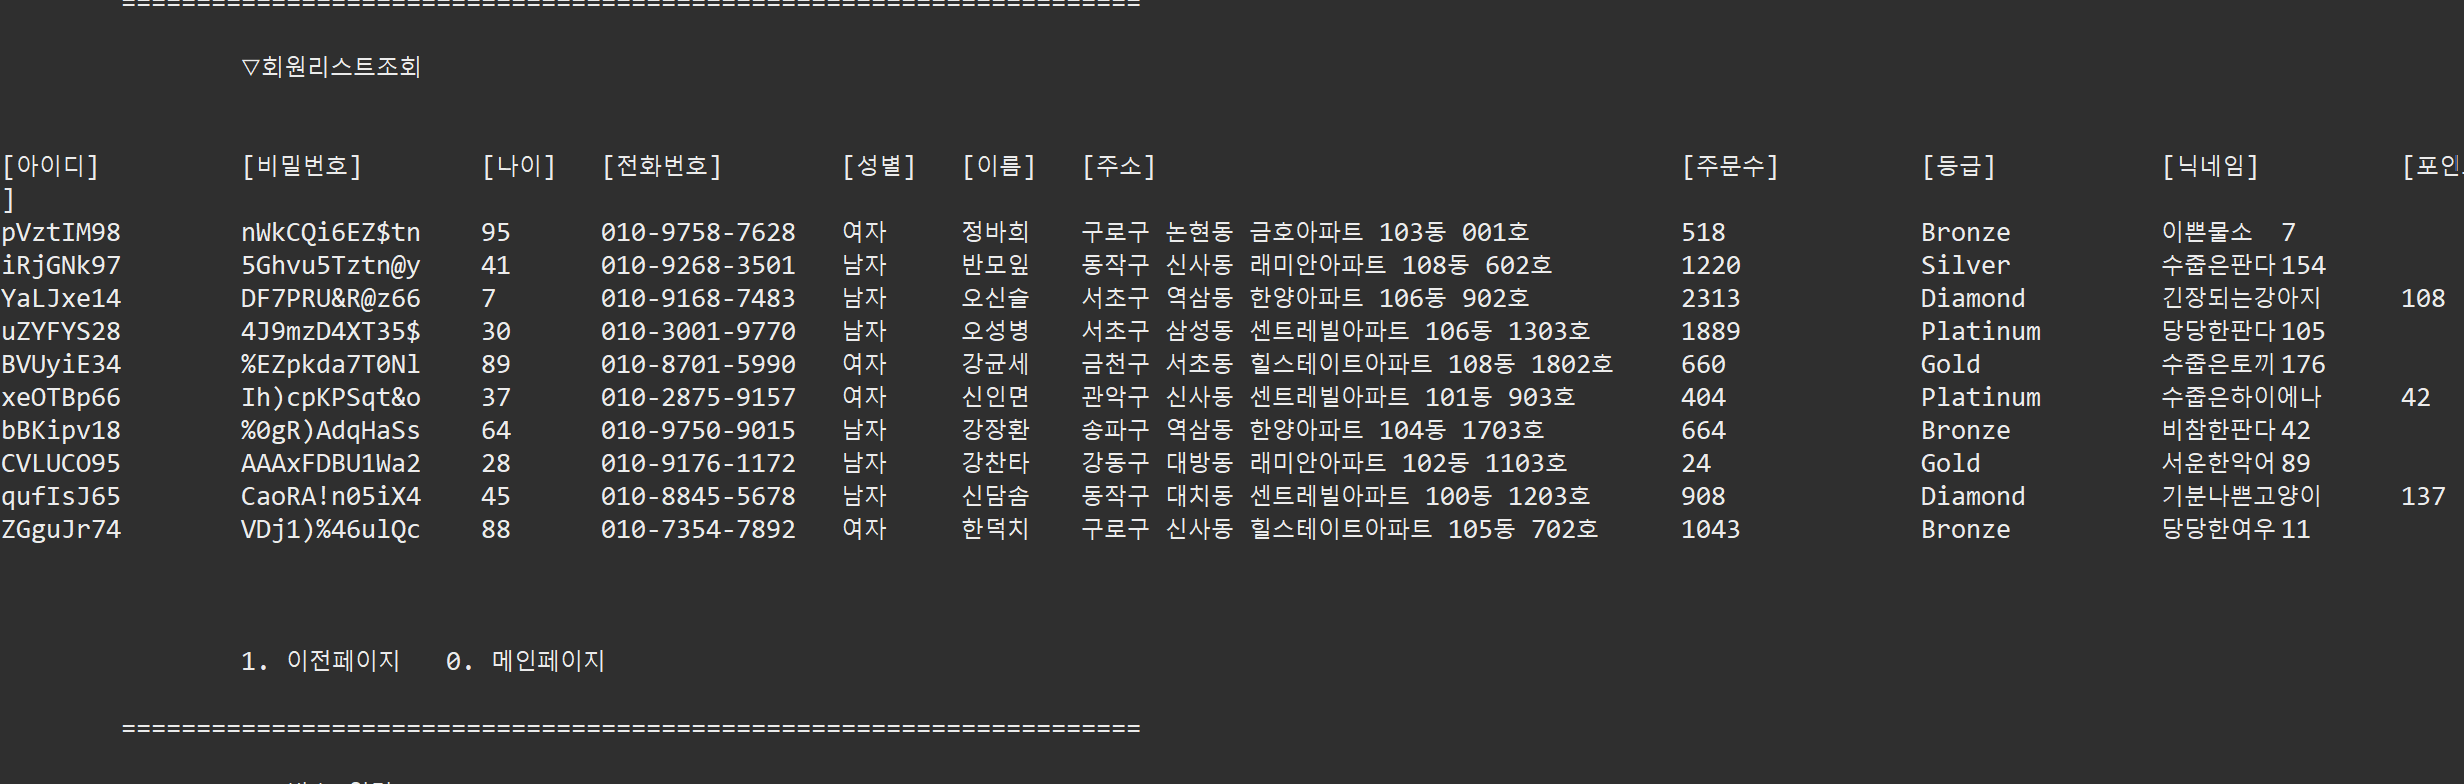 ====================================================================
▽회원리스트조회
[아이디] [비밀번호] [나이] [전화번호] [성별] [이름] [주소] [주문수] [등급] [닉네임] [포인
]
pVztIM98 nWkCQi6EZ$tn 95 010-9758-7628 여자 정바희 구로구 논현동 금호아파트 103동 001호 518 Bronze 이쁜물소 7
iRjGNk97 5Ghvu5Tztn@y 41 010-9268-3501 남자 반모잎 동작구 신사동 래미안아파트 108동 602호 1220 Silver 수줍은판다 154
YaLJxe14 DF7PRU&R@z66 7 010-9168-7483 남자 오신슬 서초구 역삼동 한양아파트 106동 902호 2313 Diamond 긴장되는강아지 108
uZYFYS28 4J9mzD4XT35$ 30 010-3001-9770 남자 오성병 서초구 삼성동 센트레빌아파트 106동 1303호 1889 Platinum 당당한판다 105
BVUyiE34 %EZpkda7T0Nl 89 010-8701-5990 여자 강균세 금천구 서초동 힐스테이트아파트 108동 1802호 660 Gold 수줍은토끼 176
xeOTBp66 Ih)cpKPSqt&o 37 010-2875-9157 여자 신인면 관악구 신사동 센트레빌아파트 101동 903호 404 Platinum 수줍은하이에나 42
bBKipv18 %0gR)AdqHaSs 64 010-9750-9015 남자 강장환 송파구 역삼동 한양아파트 104동 1703호 664 Bronze 비참한판다 42
CVLUCO95 AAAxFDBU1Wa2 28 010-9176-1172 남자 강찬타 강동구 대방동 래미안아파트 102동 1103호 24 Gold 서운한악어 89
qufIsJ65 CaoRA!n05iX4 45 010-8845-5678 남자 신담솜 동작구 대치동 센트레빌아파트 100동 1203호 908 Diamond 기분나쁜고양이 137
ZGguJr74 VDj1)%46ulQc 88 010-7354-7892 여자 한덕치 구로구 신사동 힐스테이트아파트 105동 702호 1043 Bronze 당당한여우 11
1. 이전페이지 0. 메인페이지
====================================================================